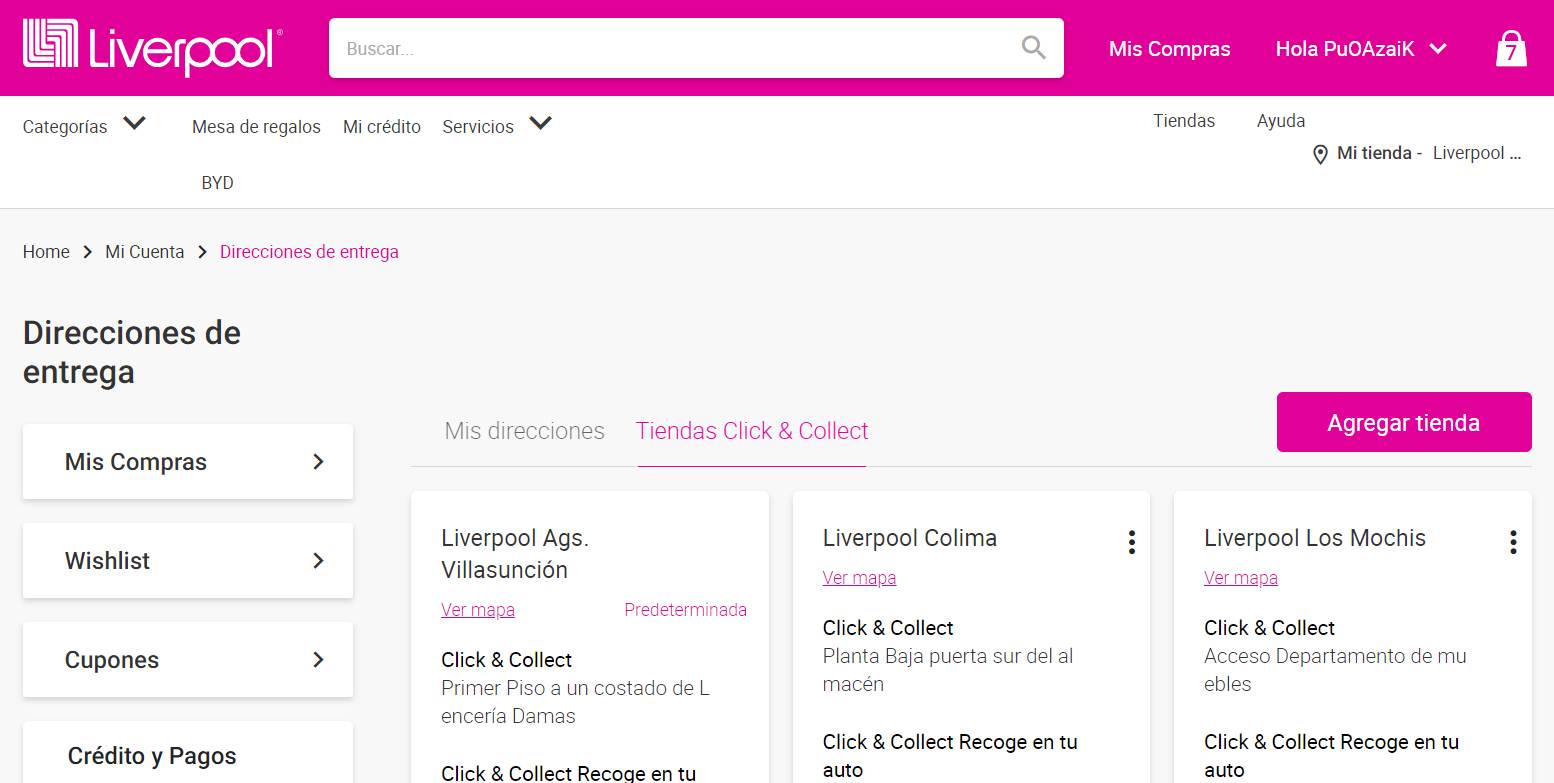 Liverpool®
Buscar...
Mis Compras
Hola PuOAzaiK
7
Categorías
Mesa de regalos
Mi crédito
Servicios
Tiendas
Ayuda
Mi tienda - Liverpool ...
BYD
Home > Mi Cuenta > Direcciones de entrega
Direcciones de
entrega
Mis Compras
Wishlist
Cupones
Crédito y Pagos
Mis direcciones
Tiendas Click & Collect
Agregar tienda
Liverpool Ags.
Villasunción
Ver mapa
Predeterminada
Click & Collect
Primer Piso a un costado de L
encería Damas
Click & Collect Recoge en tu
Liverpool Colima
Ver mapa
Click & Collect
Planta Baja puerta sur del al
macén
Click & Collect Recoge en tu
auto
Liverpool Los Mochis
Ver mapa
Click & Collect
Acceso Departamento de mu
ebles
Click & Collect Recoge en tu
auto